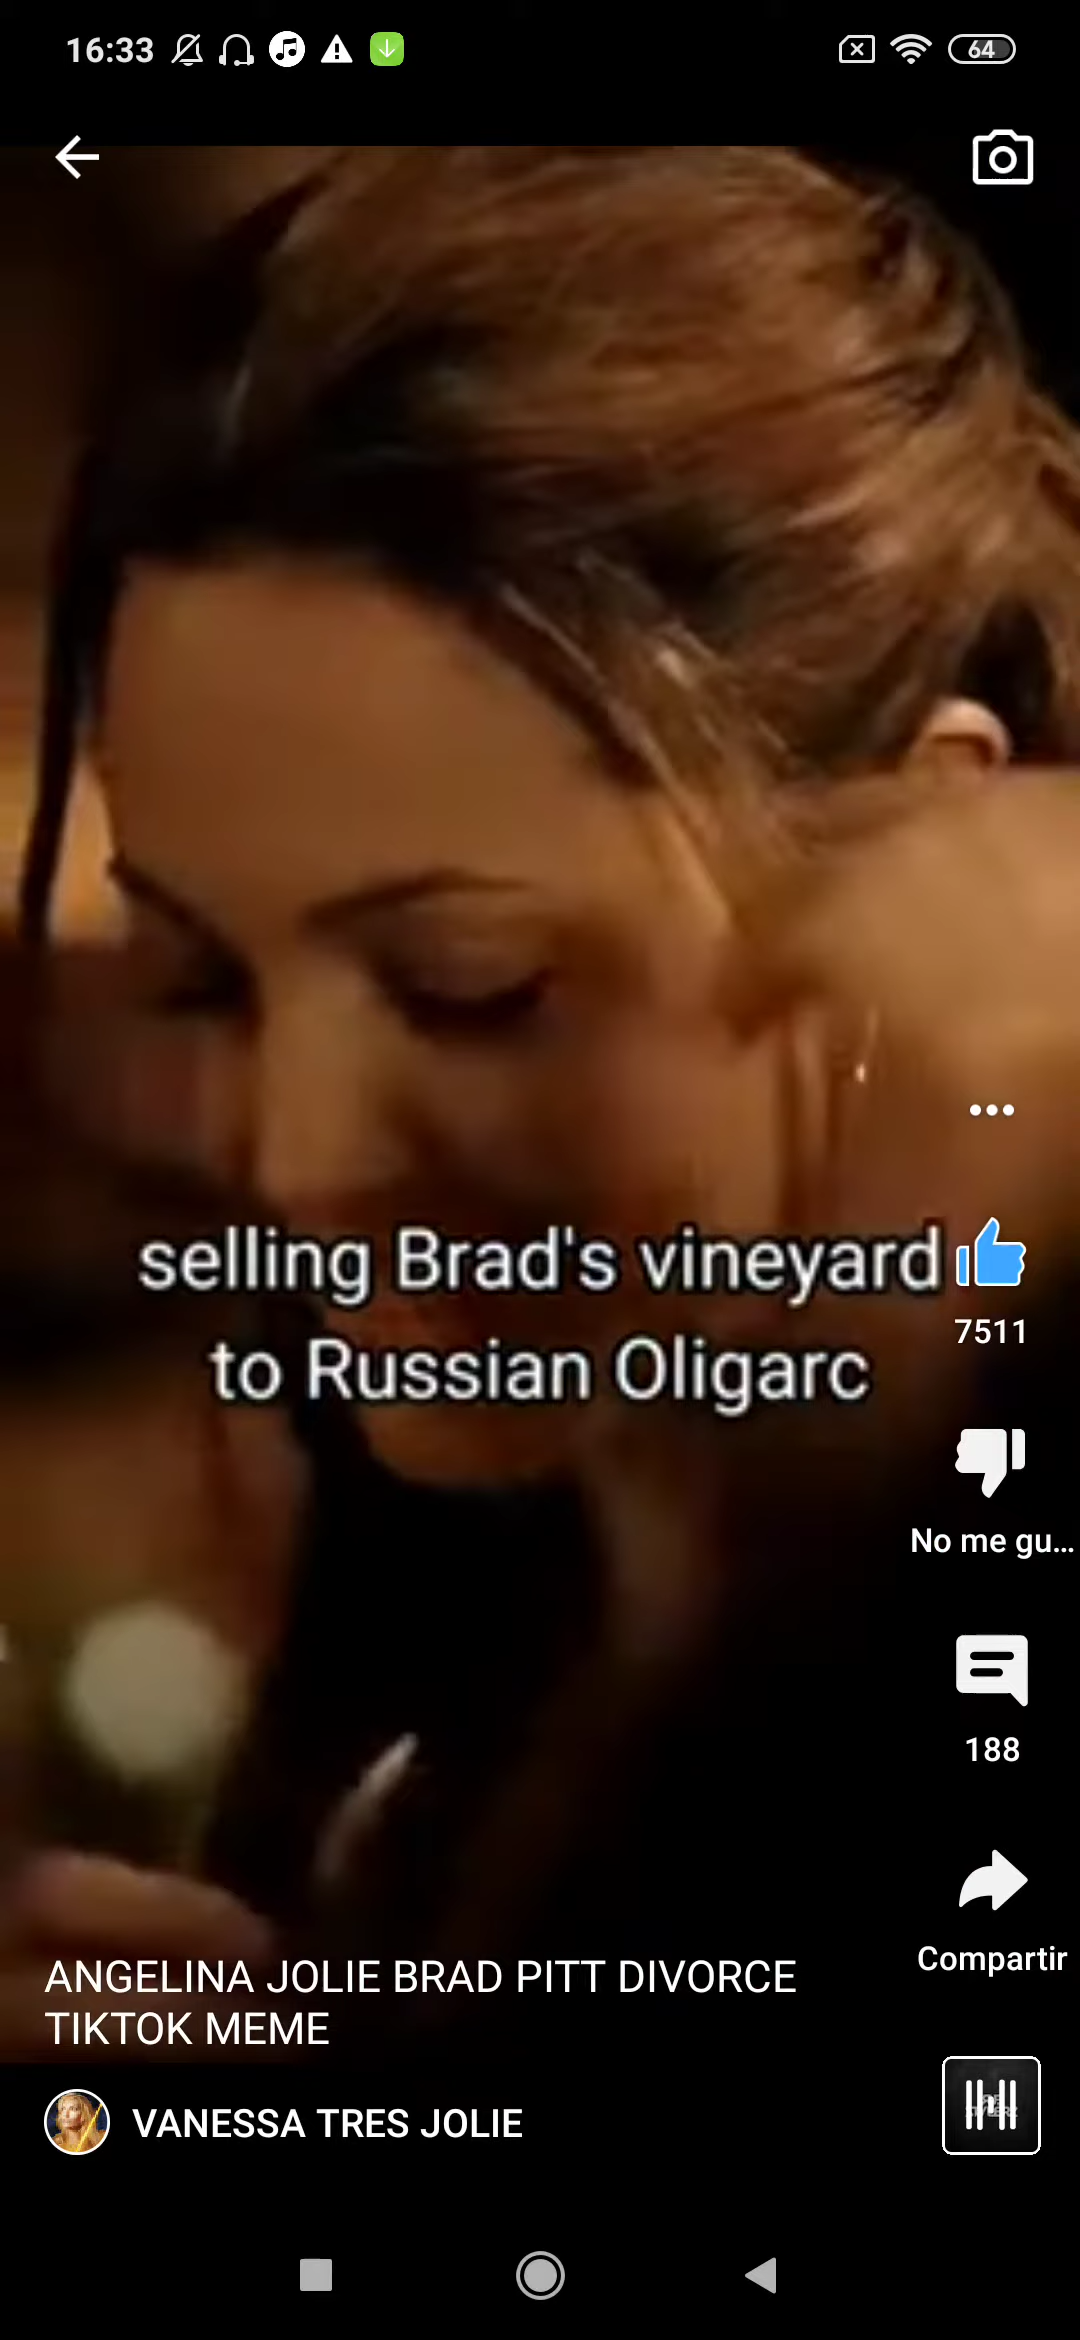 16:33
64
selling Brad's vineyard
to Russian Oligarc
7511
No me gu...
188
Compartir
ANGELINA JOLIE BRAD PITT DIVORCE
TIKTOK MEME
VANESSA TRES JOLIE